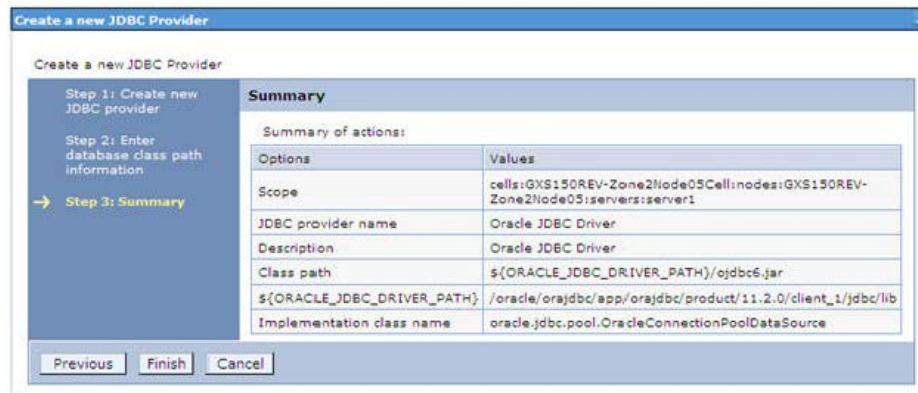 Create a new JDBC Provider
Create a new JDBC Provider
Step 1: Create new
JDBC provider
Step 2: Enter
database class path
information
Step 3: Summary
Summary
Summary of actions:
Options Values
Scope cells:GXS150REV-Zone2Node05Cell:nodes:GXS150REV-
Zone2Node05:servers:server1
JDBC provider name Oracle JDBC Driver
Description Oracle JDBC Driver
Class path ${ORACLE_JDBC_DRIVER_PATH}/ojdbc6.jar
${ORACLE_JDBC_DRIVER_PATH} /oracle/orajdbc/app/orajdbc/product/11.2.0/client_1/jdbc/lib
Implementation class name oracle.jdbc.pool.OracleConnectionPoolDataSource
Previous Finish Cancel